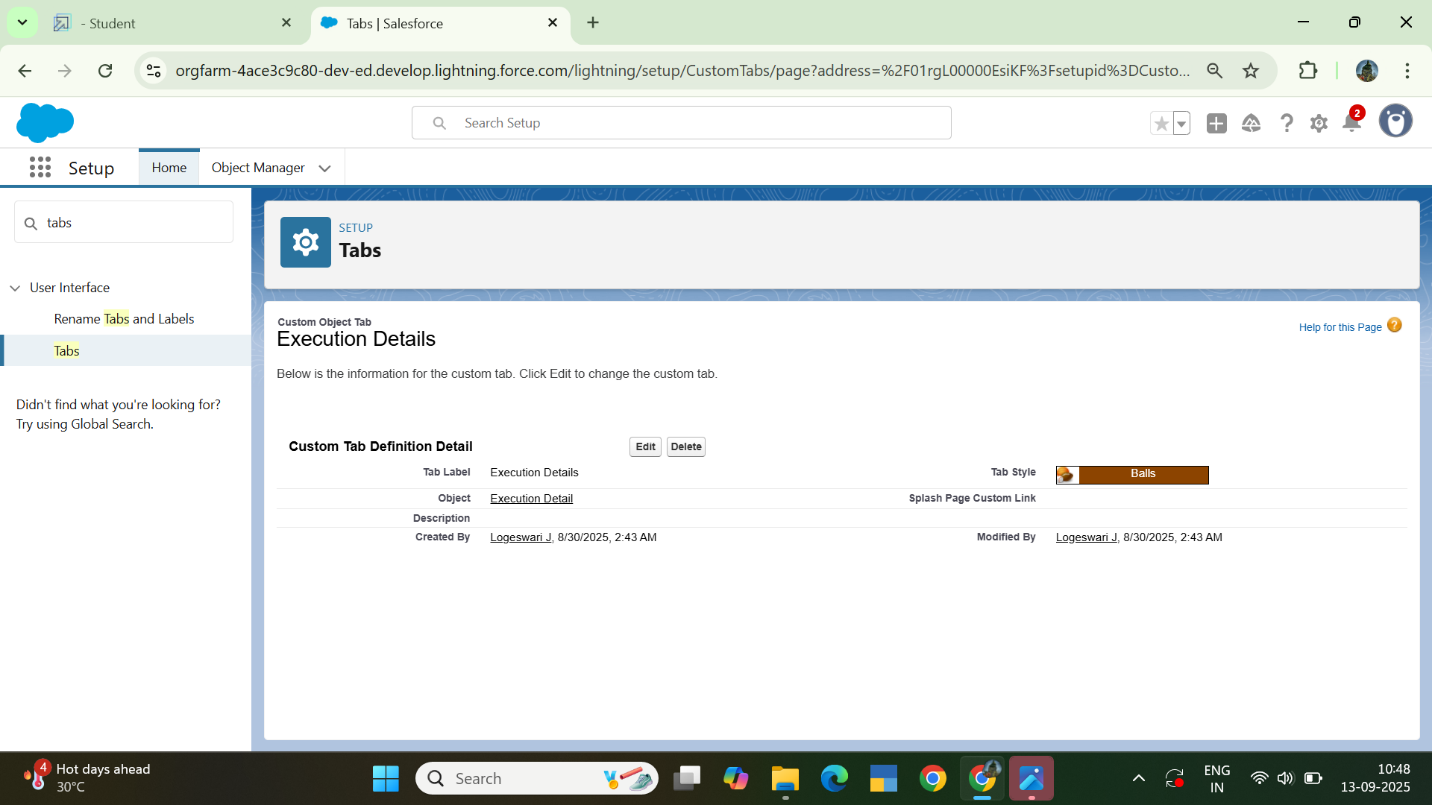 - Student
Tabs | Salesforce
orgfarm-4ace3c9c80-dev-ed.develop.lightning.force.com/lightning/setup/CustomTabs/page?address=%2F01rgL00000EsiKF%3Fsetupid%3DCusto...
Search Setup
2
Setup
Home
Object Manager
tabs
User Interface
Rename Tabs and Labels
Tabs
Didn't find what you're looking for?
Try using Global Search.
SETUP
Tabs
Custom Object Tab
Execution Details
Help for this Page
Below is the information for the custom tab. Click Edit to change the custom tab.
Custom Tab Definition Detail Edit Delete
Tab Label Execution Details Tab Style Balls
Object Execution Detail Splash Page Custom Link
Description
Created By Logeswari J, 8/30/2025, 2:43 AM Modified By Logeswari J, 8/30/2025, 2:43 AM
4
Hot days ahead
30°C
Search
ENG
IN
10:48
13-09-2025